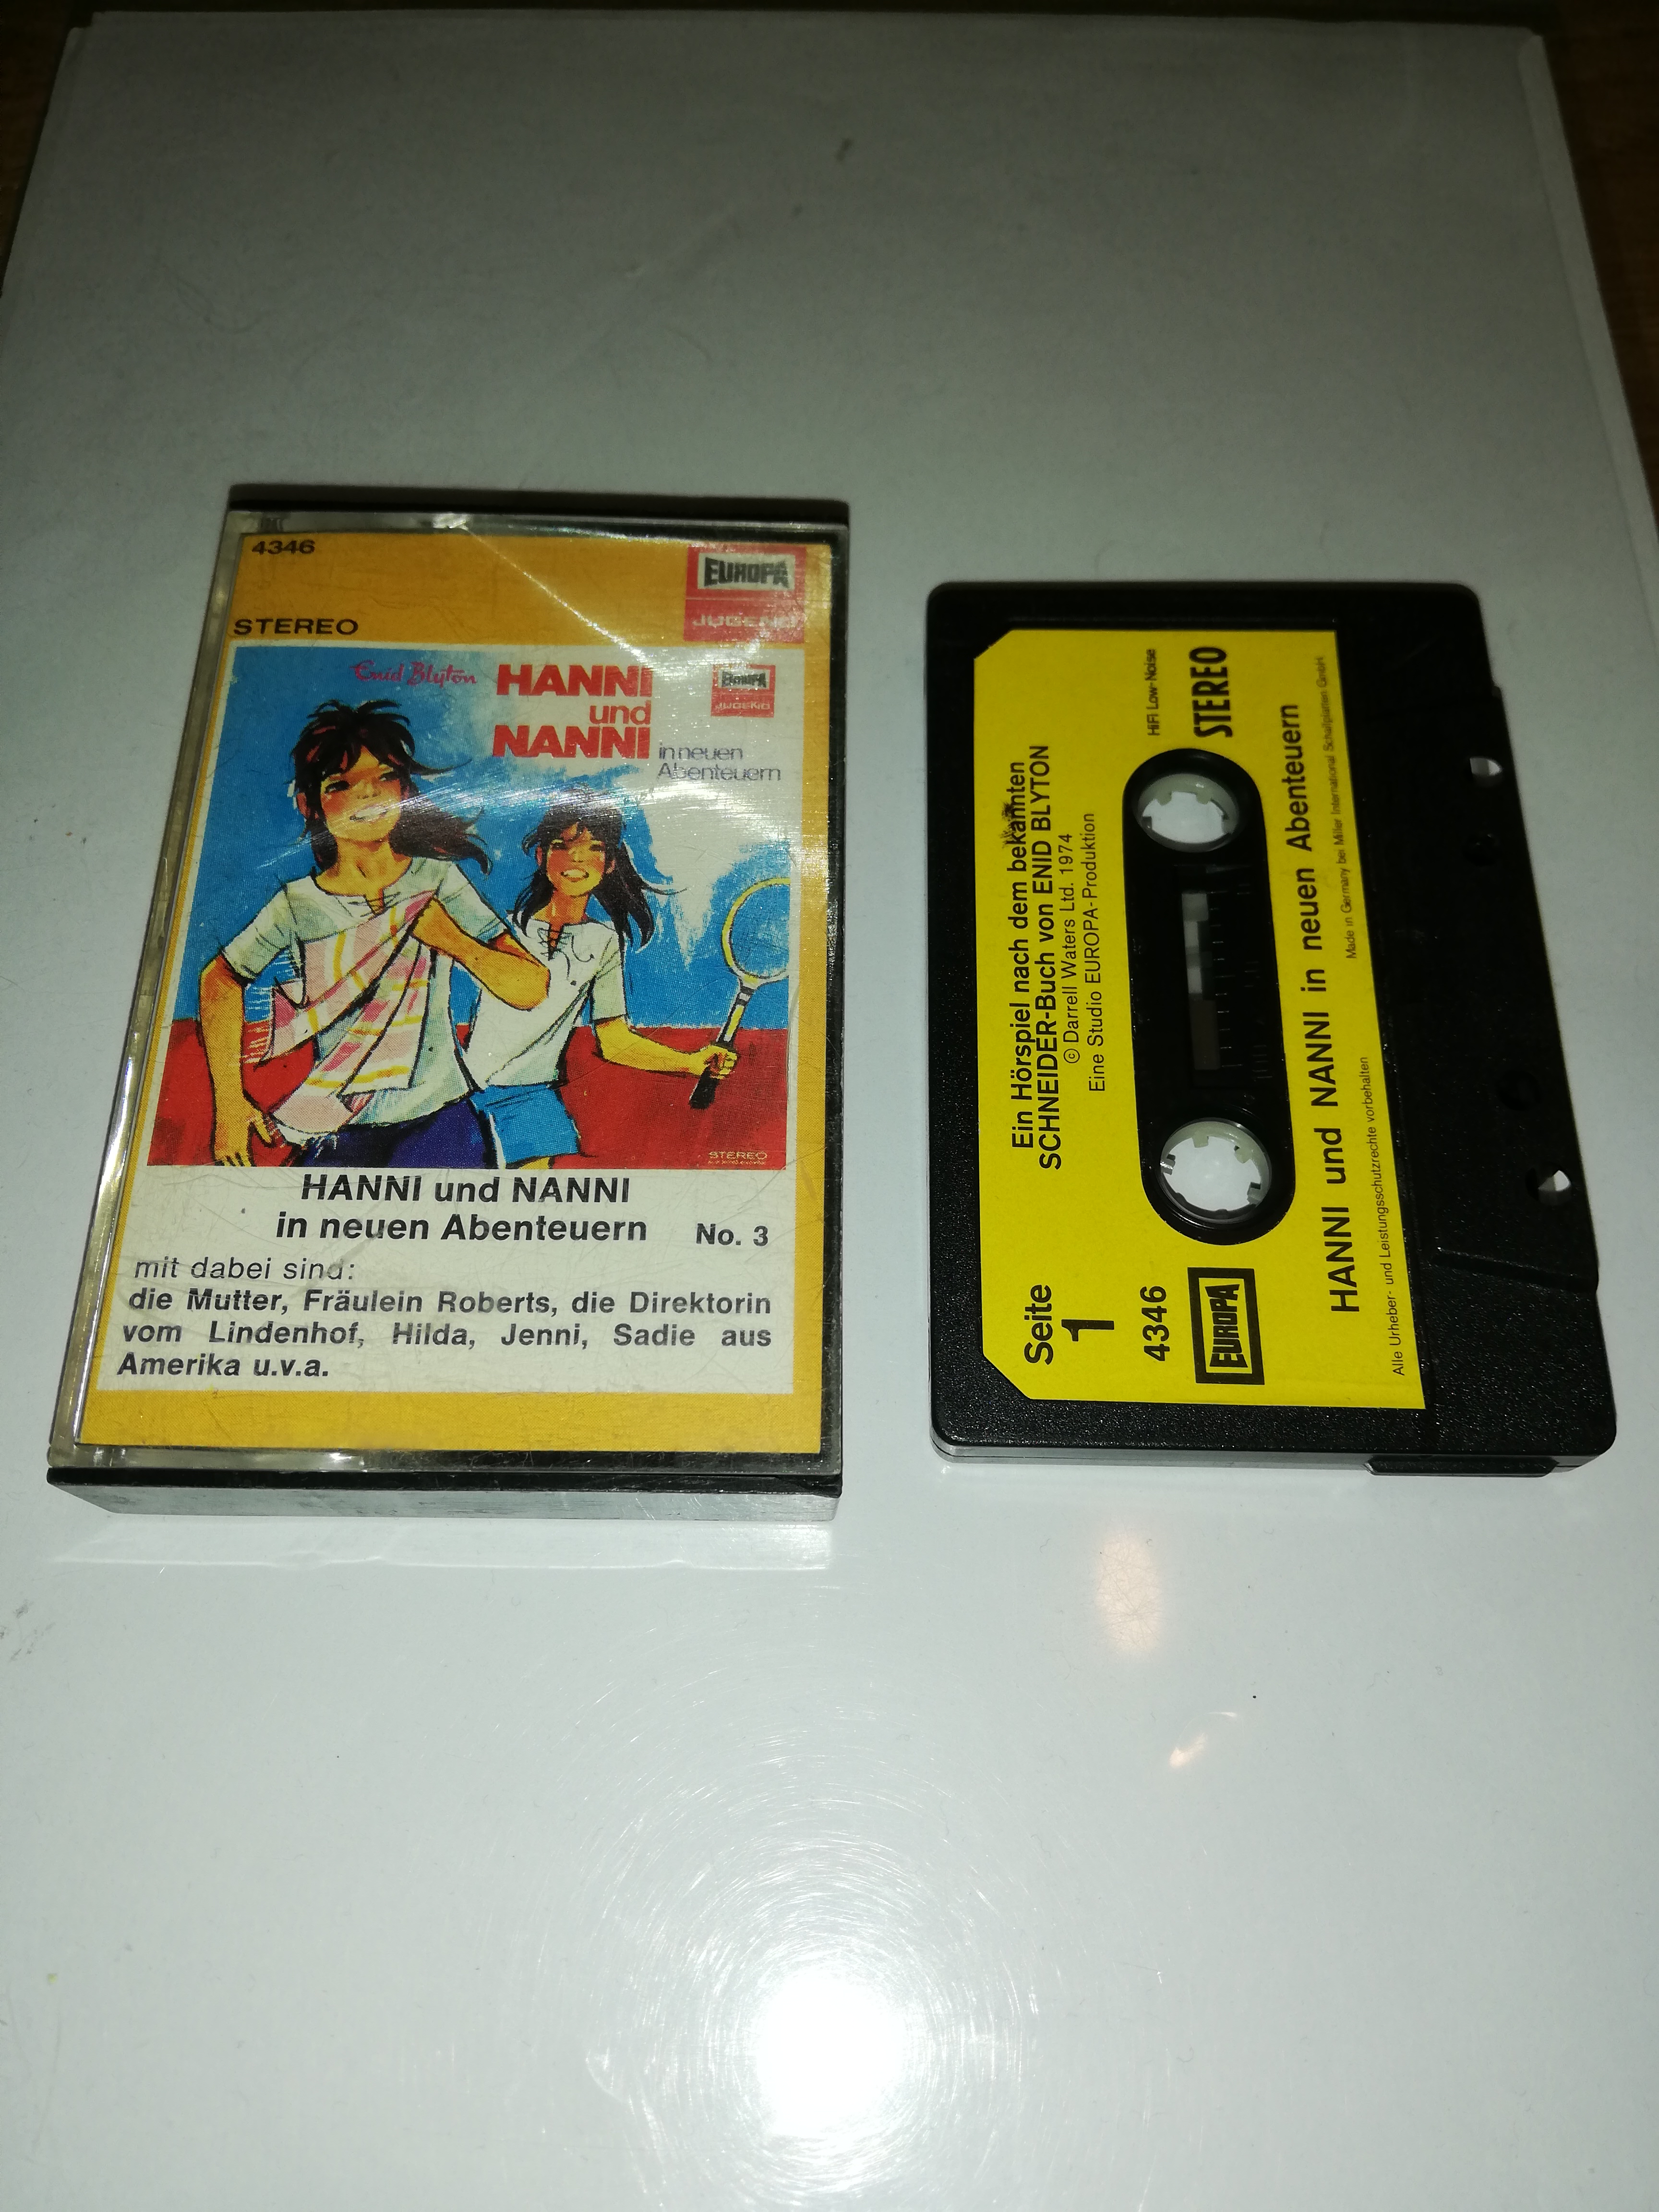 4346
EUROPA
JUGEND
STEREO
Enid Blyton
HANNI
und
NANNI
in neuen
Abenteuern
EUROPA
JUGEND
STEREO
HANNI und NANNI
in neuen Abenteuern
No. 3
mit dabei sind:
die Mutter, Fräulein Roberts, die Direktorin
vom Lindenhof, Hilda, Jenni, Sadie aus
Amerika u.v.a.
Seite
1
Ein Hörspiel nach dem bekannten
SCHNEIDER-Buch von ENID BLYTON
© Darrell Waters Ltd. 1974
Eine Studio EUROPA-Produktion
4346
HiFi Low-Noise
STEREO
EUROPA
HANNI und NANNI in neuen Abenteuern
Made in Germany bei Miller International Schallplatten GmbH
Alle Urheber- und Leistungsschutzrechte vorbehalten